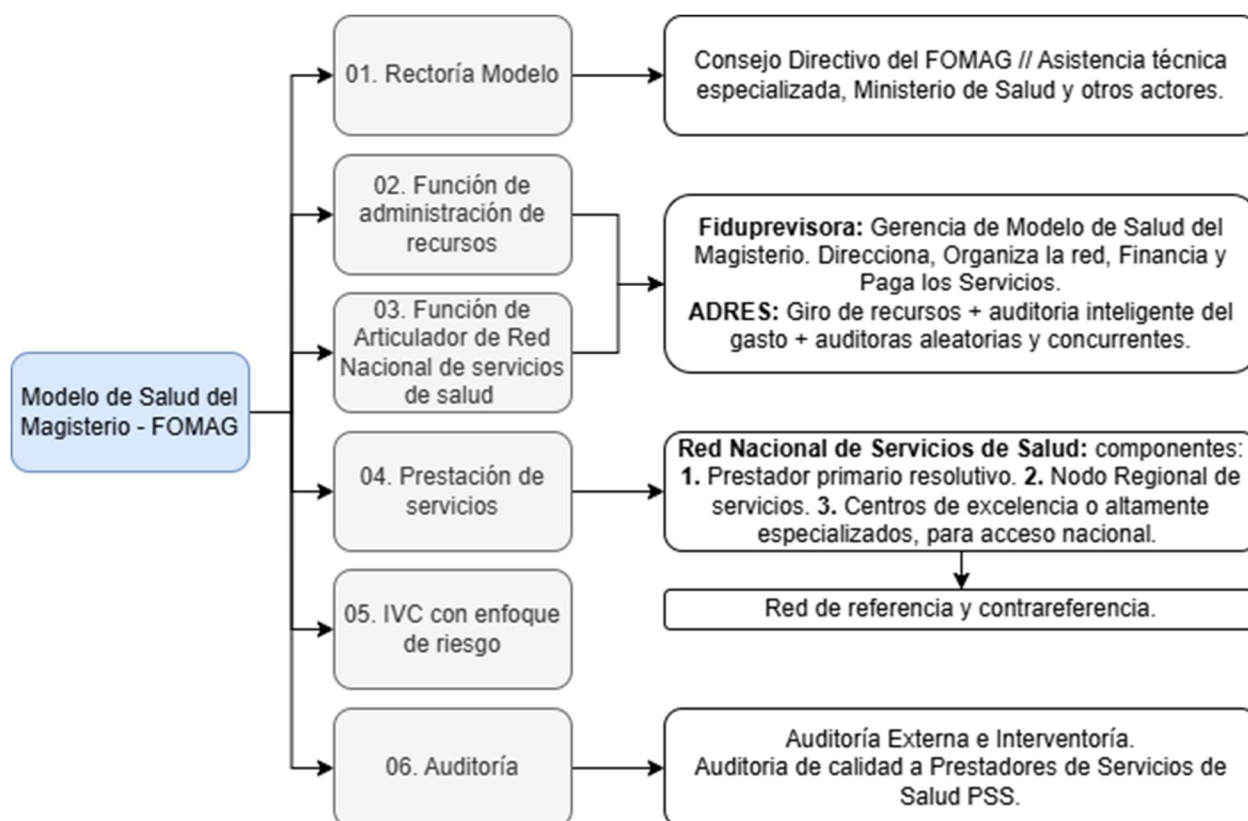 01. Rectoría Modelo
Consejo Directivo del FOMAG // Asistencia técnica
especializada, Ministerio de Salud y otros actores.
02. Función de
administración de
recursos
03. Función de
Articulador de Red
Nacional de servicios
de salud
Fiduprevisora: Gerencia de Modelo de Salud del
Magisterio. Direcciona, Organiza la red, Financia y
Paga los Servicios.
ADRES: Giro de recursos + auditoria inteligente del
gasto + auditoras aleatorias y concurrentes.
Modelo de Salud del
Magisterio - FOMAG
04. Prestación de
servicios
Red Nacional de Servicios de Salud: componentes:
1. Prestador primario resolutivo. 2. Nodo Regional de
servicios. 3. Centros de excelencia o altamente
especializados, para acceso nacional.
Red de referencia y contrareferencia.
05. IVC con enfoque
de riesgo
06. Auditoría
Auditoría Externa e Interventoría.
Auditoria de calidad a Prestadores de Servicios de
Salud PSS.